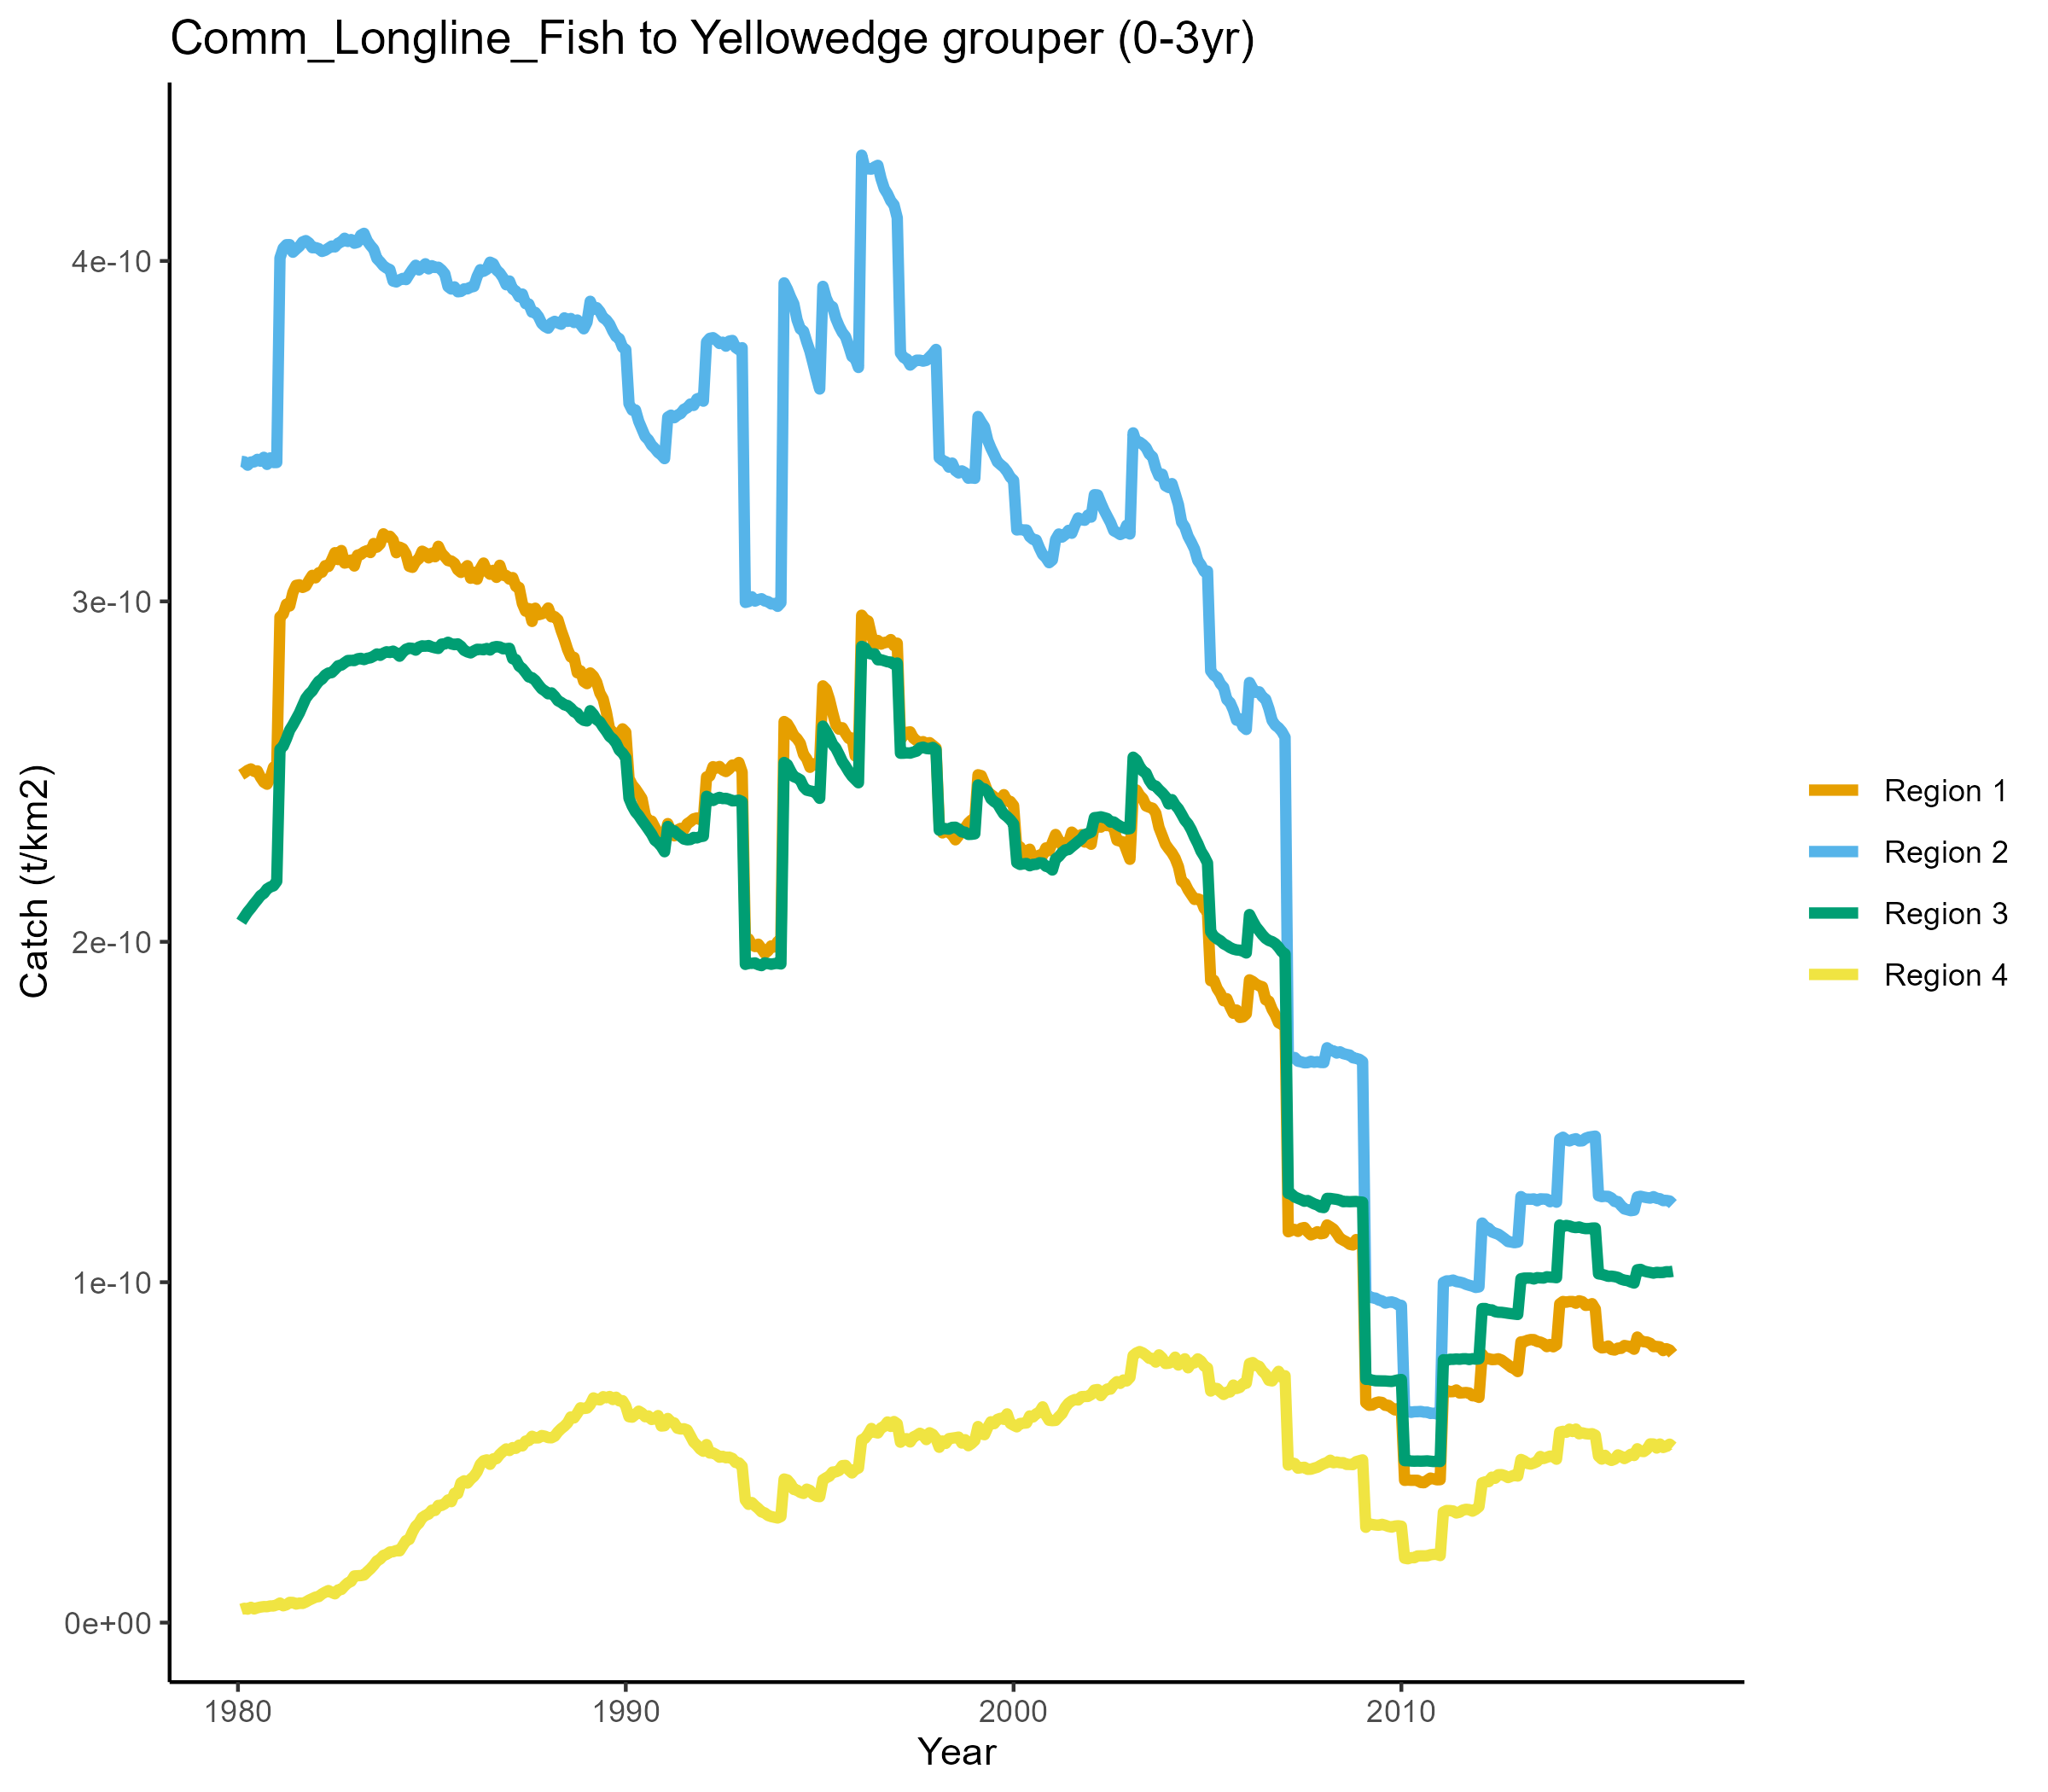 Comm_Longline_Fish to Yellowedge grouper (0-3yr)
Catch (t/km2)
4e-10
3e-10
2e-10
1e-10
0e+00
1980
1990
2000
2010
Year
Region 1
Region 2
Region 3
Region 4